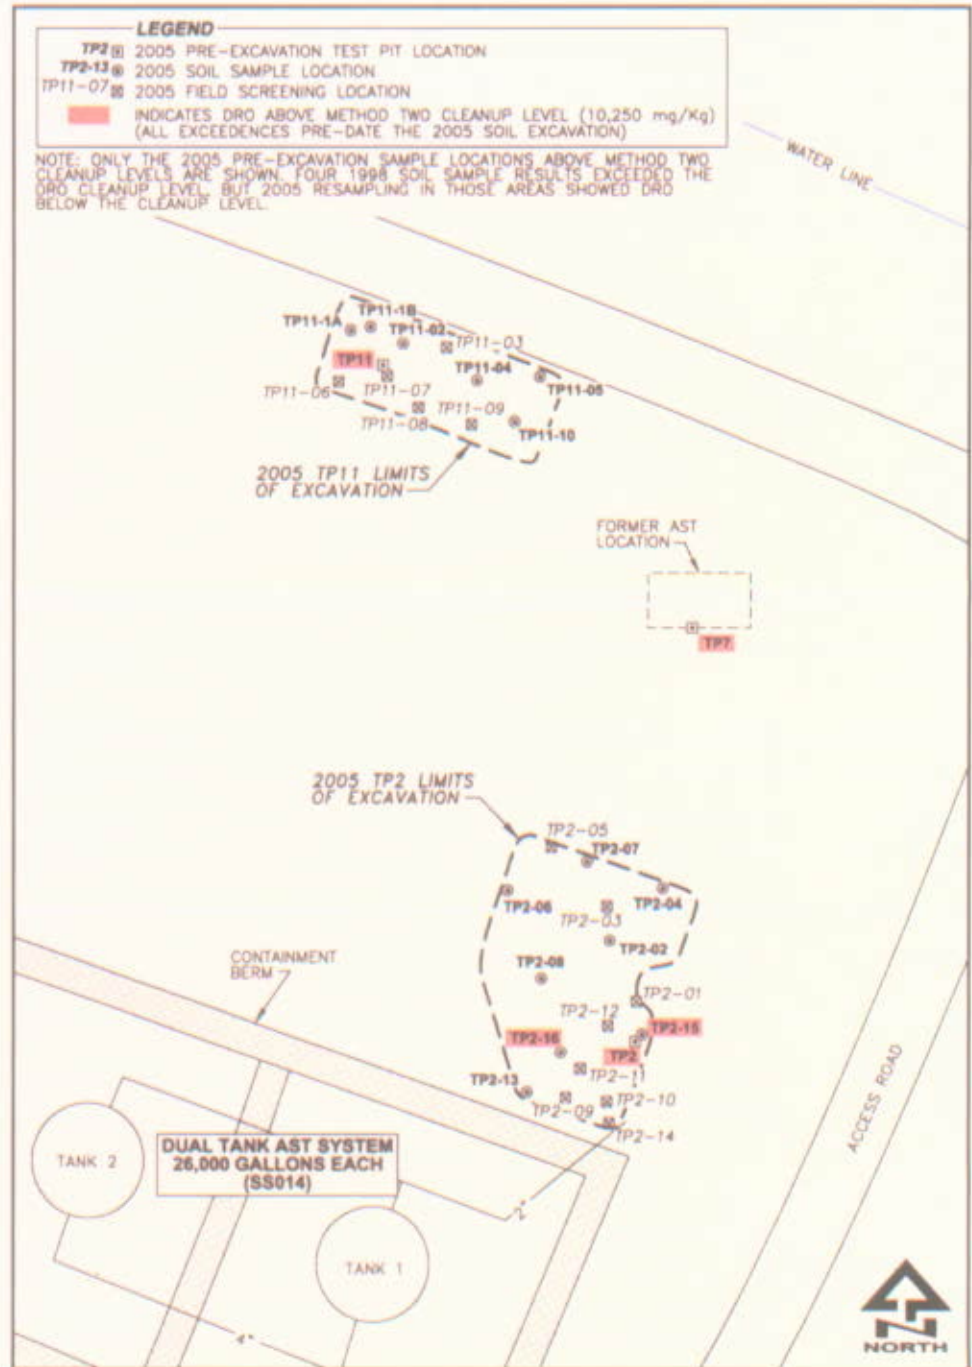 LEGEND
TP2 2005 PRE-EXCAVATION TEST PIT LOCATION
TP2-13 2005 SOIL SAMPLE LOCATION
TP11-07 2005 FIELD SCREENING LOCATION
INDICATES DRO ABOVE METHOD TWO CLEANUP LEVEL (10,250 mg/Kg)
(ALL EXCEEDENCES PRE-DATE THE 2005 SOIL EXCAVATION)
NOTE: ONLY THE 2005 PRE-EXCAVATION SAMPLE LOCATIONS ABOVE METHOD TWO
CLEANUP LEVELS ARE SHOWN. FOUR 1998 SOIL SAMPLE RESULTS EXCEEDED THE
DRO CLEANUP LEVEL, BUT 2005 RESAMPLING IN THOSE AREAS SHOWED DRO
BELOW THE CLEANUP LEVEL.
WATER LINE
TP11-1B
TP11-1A
TP11-02
TP11-03
TP11
TP11-04
TP11-05
TP11-06
TP11-07
TP11-09
TP11-08
TP11-10
2005 TP11 LIMITS
OF EXCAVATION
FORMER AST
LOCATION
TP7
2005 TP2 LIMITS
OF EXCAVATION
TP2-05
TP2-07
TP2-06
TP2-03
TP2-04
TP2-02
TP2-08
CONTAINMENT
BERM
TP2-01
TP2-12
TP2-15
TP2-16
TP2
TP2-11
TP2-13
TP2-09
TP2-10
TP2-14
ACCESS ROAD
TANK 2
DUAL TANK AST SYSTEM
26,000 GALLONS EACH
(SS014)
2"
TANK 1
4"
N
NORTH